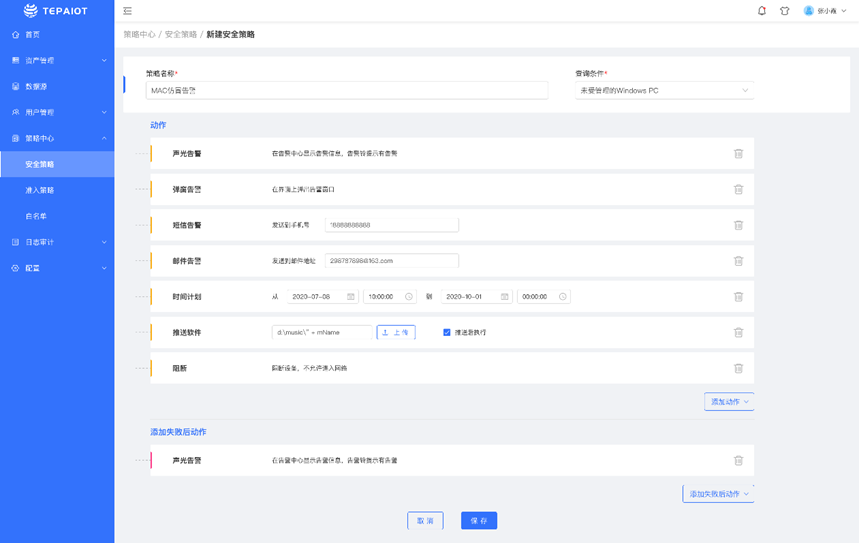 TEPAIOT
张小燕
首页
资产管理
数据源
用户管理
策略中心
安全策略
准入策略
白名单
日志审计
配置
策略中心 / 安全策略 / 新建安全策略
策略名称*
查询条件*
MAC仿冒告警
未受管理的Windows PC
动作
声光告警
在告警中心显示告警信息，告警铃提示有告警
弹窗告警
在界面上弹出告警窗口
短信告警
发送到手机号
18888888888
邮件告警
发送到邮件地址
298787898@163.com
时间计划
从
2020-07-08
10:00:00
到
2020-10-01
00:00:00
推送软件
d:\music\" + mName
上传
推送后执行
阻断
阻断设备，不允许进入网络
添加动作
添加失败后动作
声光告警
在告警中心显示告警信息，告警铃提示有告警
添加失败后动作
取消
保存